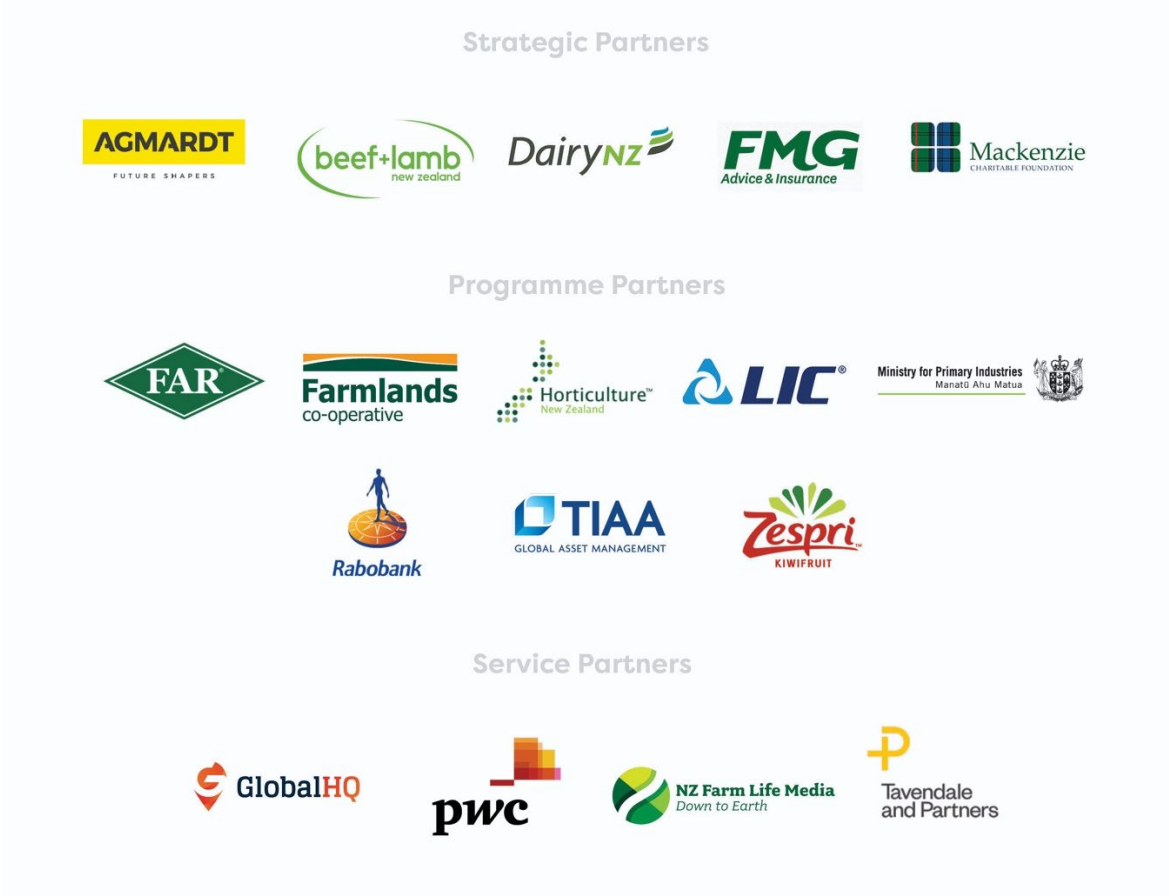 Strategic Partners
AGMARDT
FUTURE SHAPERS
beef+lamb
new zealand
DairyNZ
FMG
Advice & Insurance
Mackenzie
CHARITABLE FOUNDATION
Programme Partners
FAR®
Farmlands
co-operative
Horticulture™
New Zealand
LIC®
Ministry for Primary Industries
Manatū Ahu Matua
Rabobank
TIAA
GLOBAL ASSET MANAGEMENT
Zespri™
KIWIFRUIT
Service Partners
GlobalHQ
pwc
NZ Farm Life Media
Down to Earth
Tavendale
and Partners